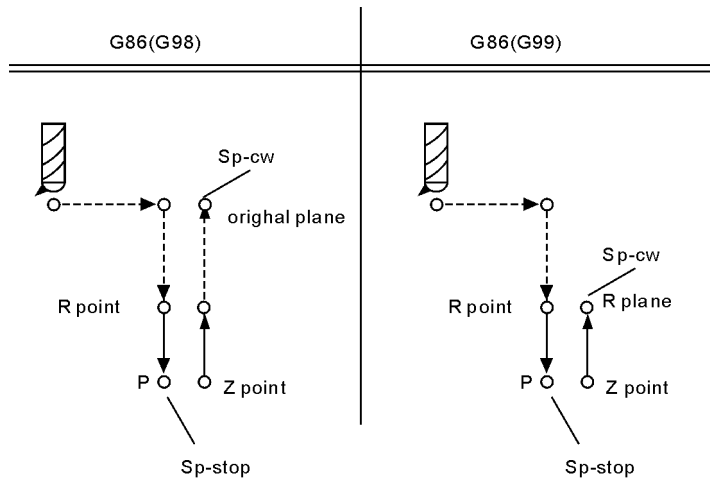 G86(G98)
G86(G99)
Sp-cw
orighal plane
R point
P
Z point
Sp-stop
Sp-cw
R plane
R point
P
Z point
Sp-stop